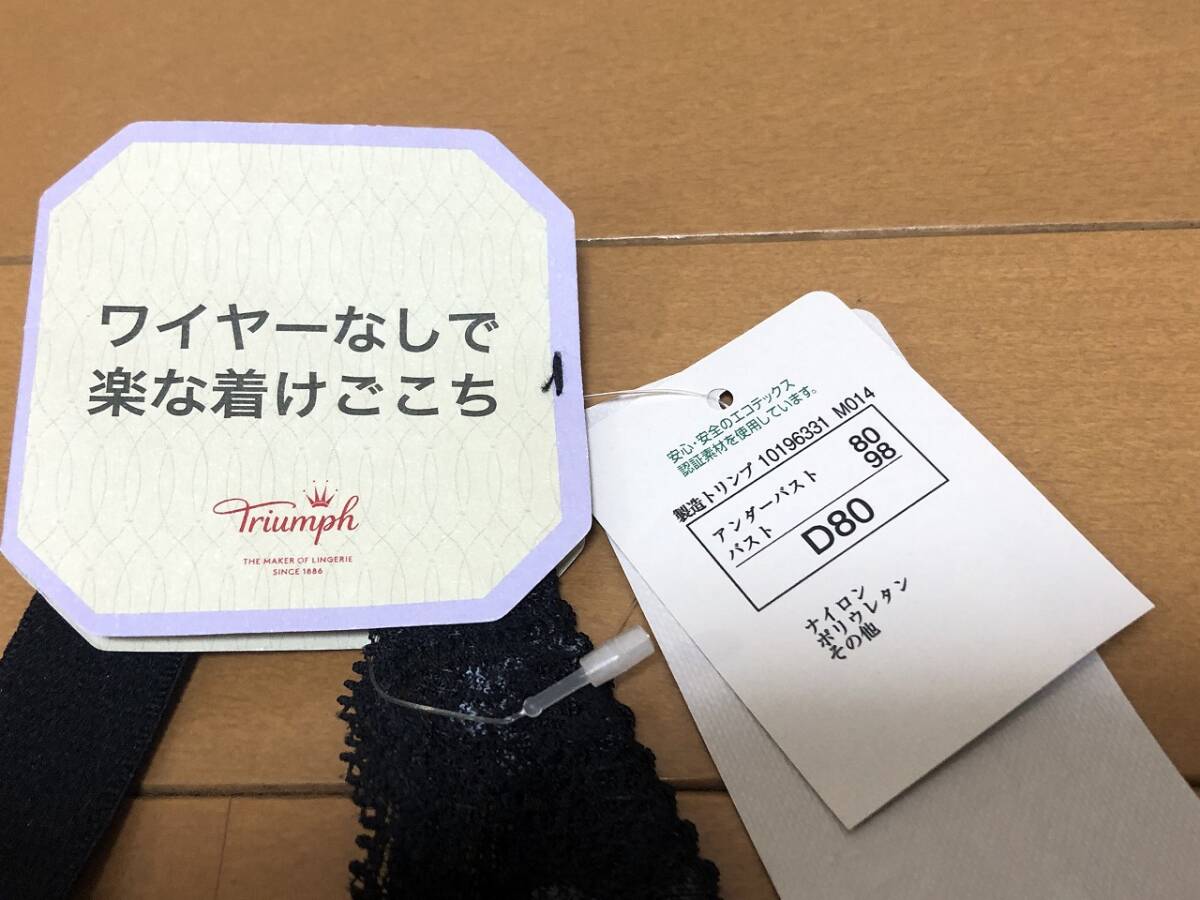 ワイヤーなしで
楽な着けごこち
Triumph
THE MAKER OF LINGERIE
SINCE 1886
安心・安全のエコテックス
認証素材を使用しています。
製造トリンプ 10196331 M014
アンダーバスト 80
バスト 98
D80
ナイロン
ポリウレタン
その他